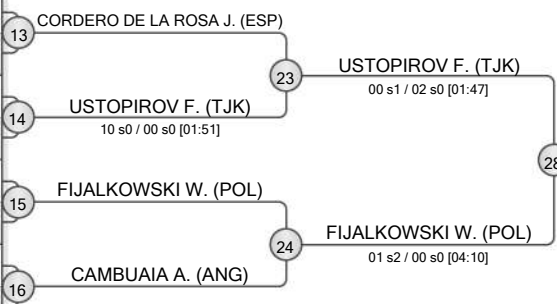 CORDERO DE LA ROSA J. (ESP)
13
23
USTOPIROV F. (TJK)
00 s1 / 02 s0 [01:47]
USTOPIROV F. (TJK)
14
10 s0 / 00 s0 [01:51]
28
FIJALKOWSKI W. (POL)
15
24
FIJALKOWSKI W. (POL)
01 s2 / 00 s0 [04:10]
CAMBUAIA A. (ANG)
16